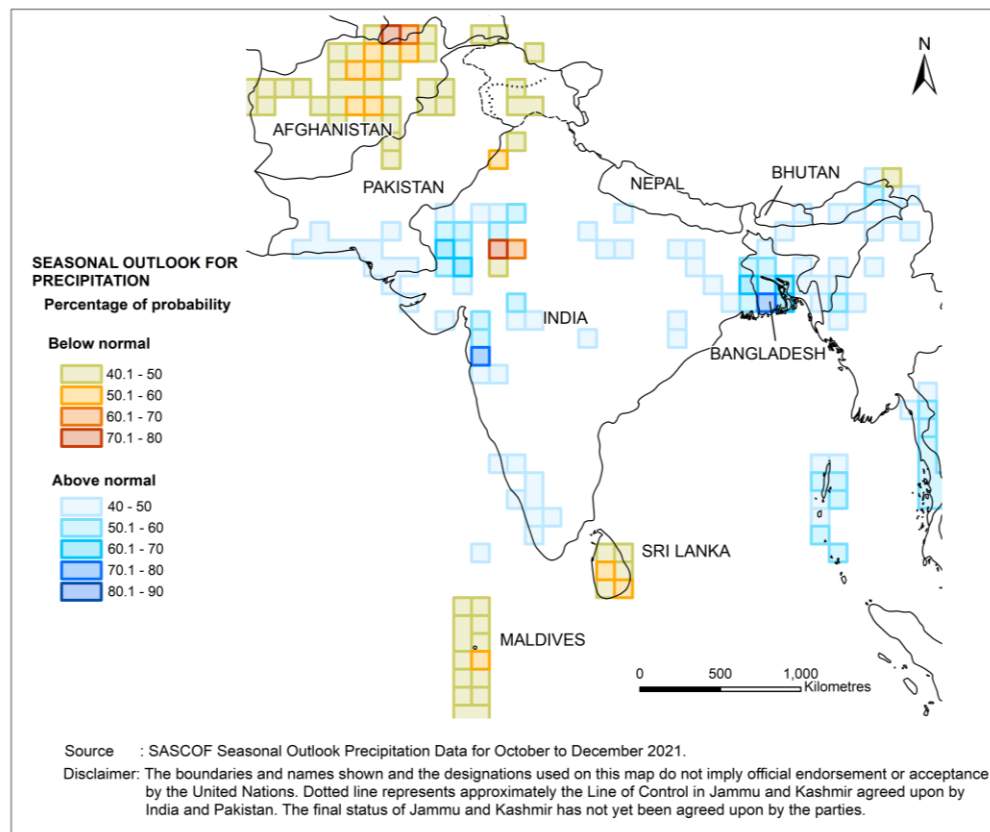 N
AFGHANISTAN
PAKISTAN
NEPAL
BHUTAN
SEASONAL OUTLOOK FOR
PRECIPITATION
Percentage of probability
Below normal
40.1 - 50
50.1 - 60
60.1 - 70
70.1 - 80
Above normal
40 - 50
50.1 - 60
60.1 - 70
70.1 - 80
80.1 - 90
INDIA
BANGLADESH
SRI LANKA
MALDIVES
0 500 1,000
Kilometres
Source : SASCOF Seasonal Outlook Precipitation Data for October to December 2021.
Disclaimer: The boundaries and names shown and the designations used on this map do not imply official endorsement or acceptance
by the United Nations. Dotted line represents approximately the Line of Control in Jammu and Kashmir agreed upon by
India and Pakistan. The final status of Jammu and Kashmir has not yet been agreed upon by the parties.